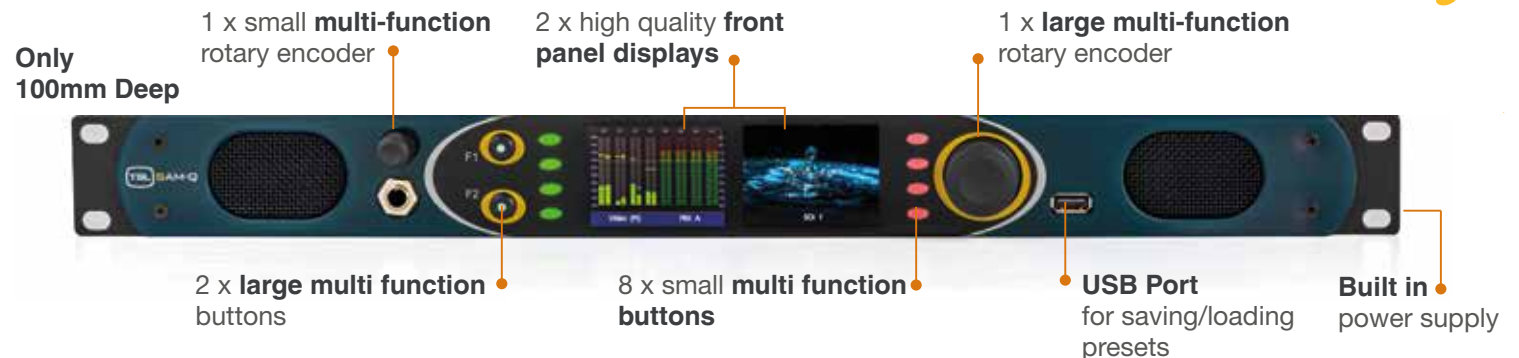 1 x small multi-function
rotary encoder
2 x high quality front
panel displays
1 x large multi-function
rotary encoder
Only
100mm Deep
TSL SAM-Q
F1
F2
SDI 1
2 x large multi function
buttons
8 x small multi function
buttons
USB Port
for saving/loading
presets
Built in
power supply